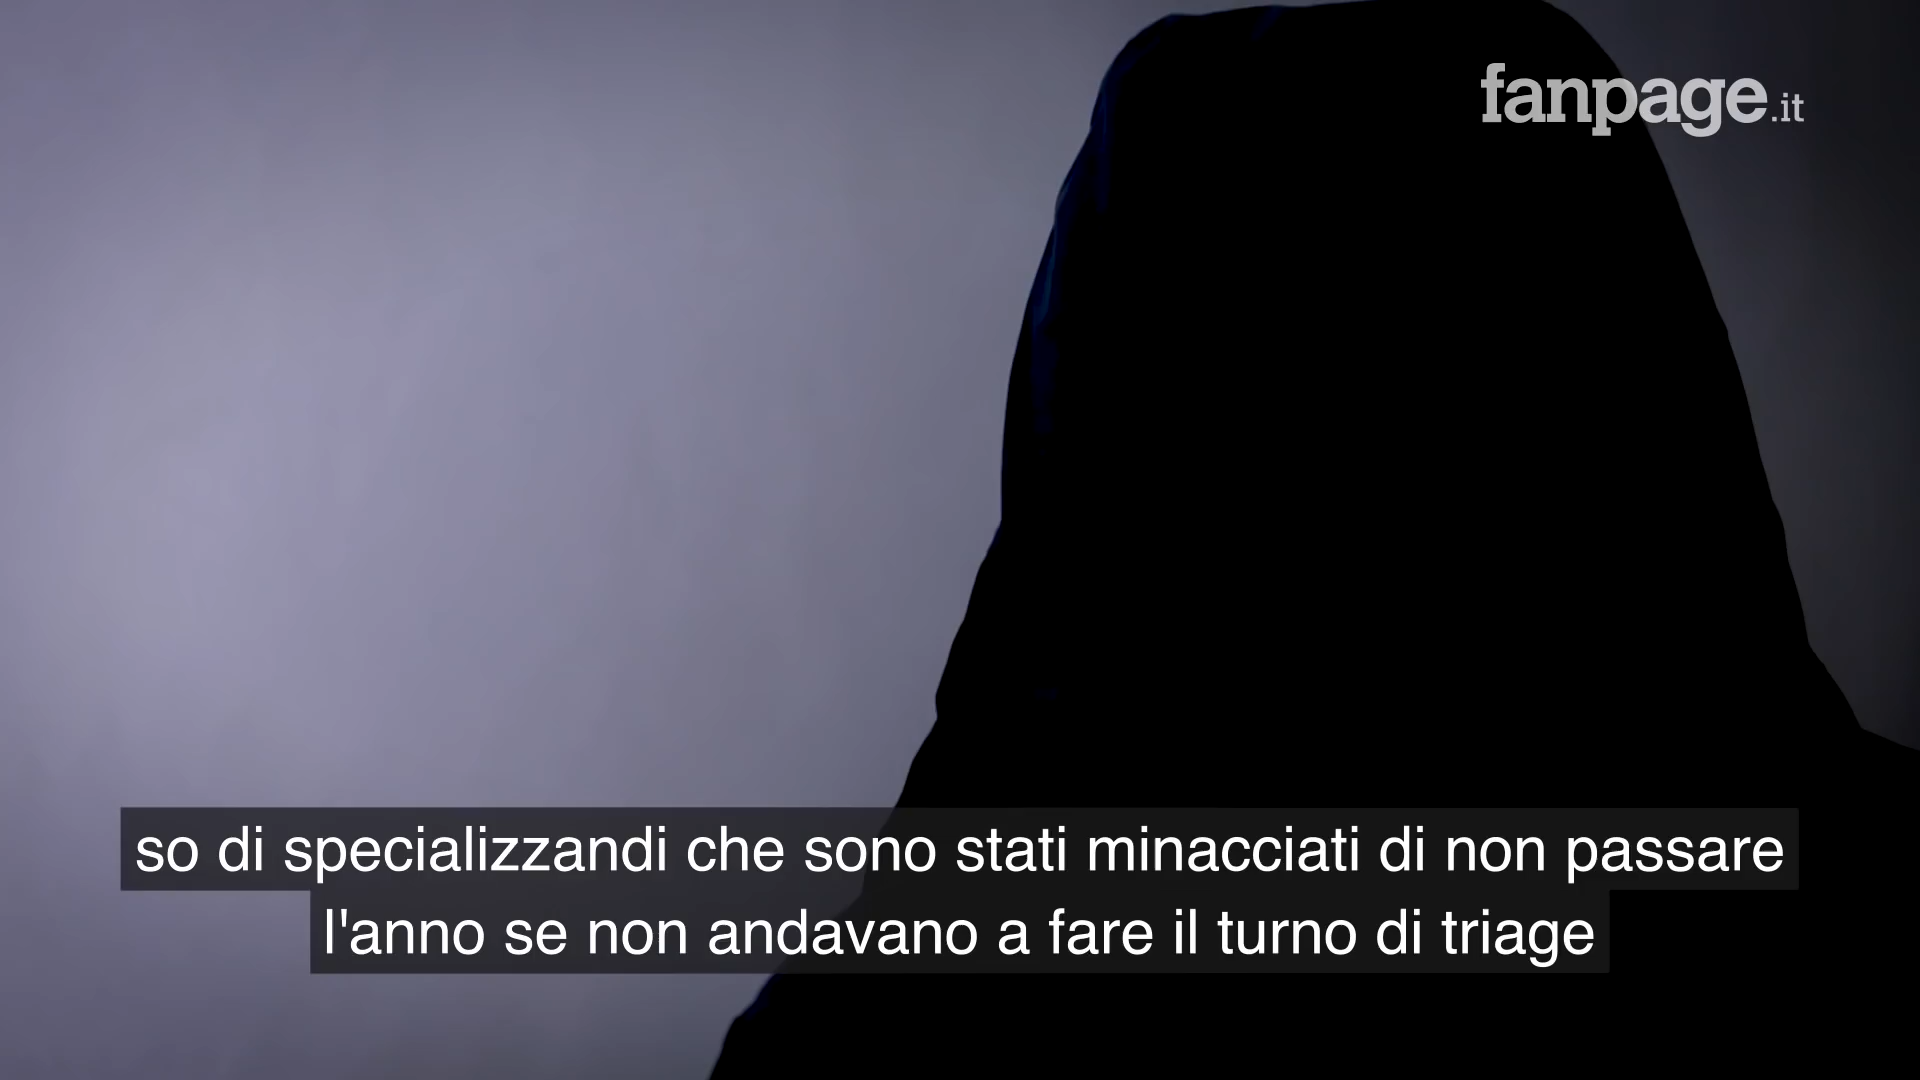 fanpage.it
so di specializzandi che sono stati minacciati di non passare
l'anno se non andavano a fare il turno di triage